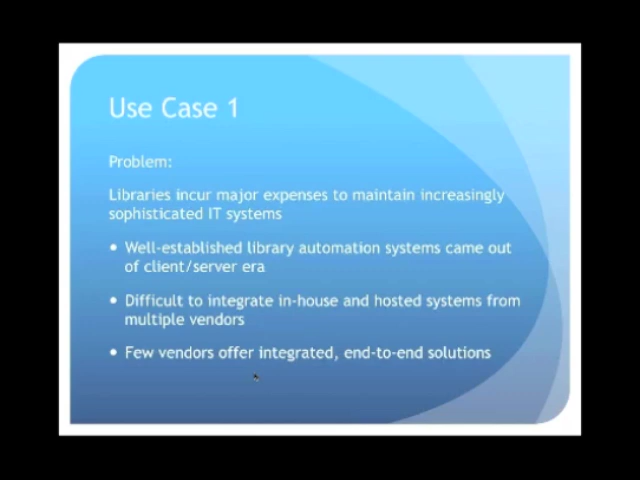 Use Case 1
Problem:
Libraries incur major expenses to maintain increasingly
sophisticated IT systems
• Well-established library automation systems came out
of client/server era
• Difficult to integrate in-house and hosted systems from
multiple vendors
• Few vendors offer integrated, end-to-end solutions